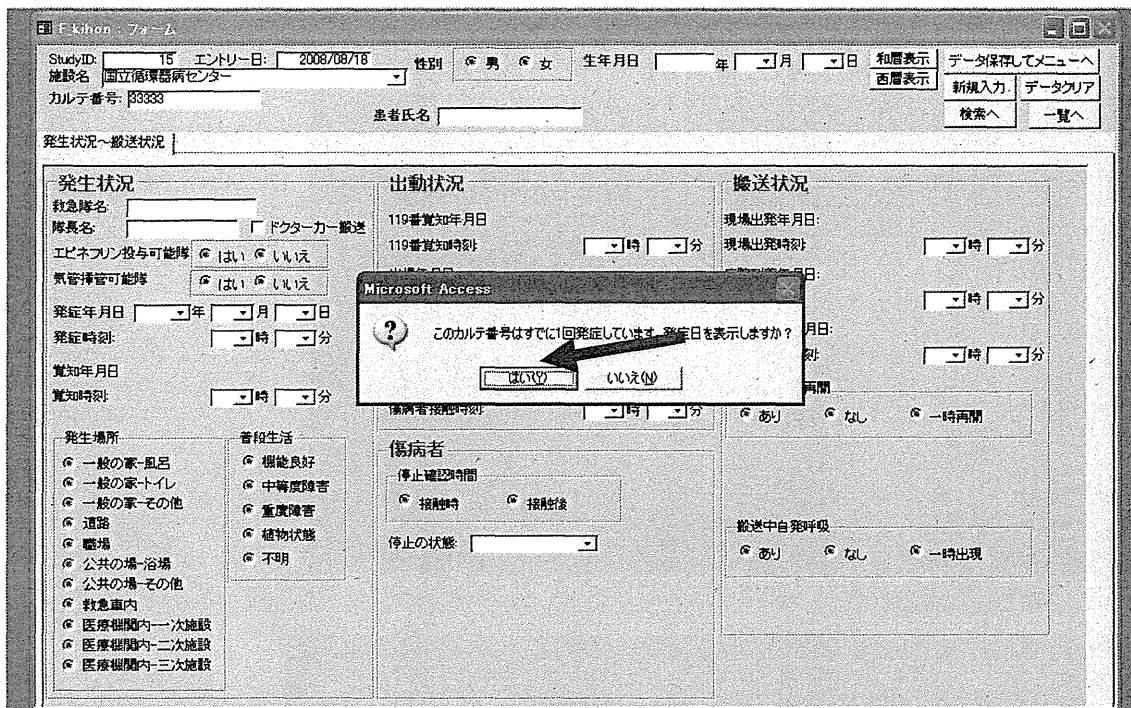 F_kihon : フォーム
StudyID: 15 エントリー日: 2008/08/18 性別 男 女 生年月日 年 月 日 和暦表示 データ保存してメニューへ
施設名 国立循環器病センター 西暦表示 新規入力 データクリア
カルテ番号: 33333 患者氏名 検索へ 一覧へ
発生状況～搬送状況
発生状況
救急隊名:
隊長名: ドクターカー搬送
エピネフリン投与可能隊 はい いいえ
気管挿管可能隊 はい いいえ
発症年月日 年 月 日
発症時刻: 時 分
覚知年月日
覚知時刻: 時 分
発生場所
一般の家-風呂
一般の家-トイレ
一般の家-その他
道路
職場
公共の場-浴場
公共の場-その他
救急車内
医療機関内-一次施設
医療機関内-二次施設
医療機関内-三次施設
普段生活
機能良好
中等度障害
重度障害
植物状態
不明
出動状況
119番覚知年月日
119番覚知時刻: 時 分
傷病者接触時刻: 時 分
傷病者
停止確認時間
接触時 接触後
停止の状態:
搬送状況
現場出発年月日:
現場出発時刻: 時 分
月日:
時 分
月日:
時 分
再開
あり なし 一時再開
搬送中自発呼吸
あり なし 一時出現
Microsoft Access
このカルテ番号はすでに1回発症しています。発症日を表示しますか？
はい(Y) いいえ(N)